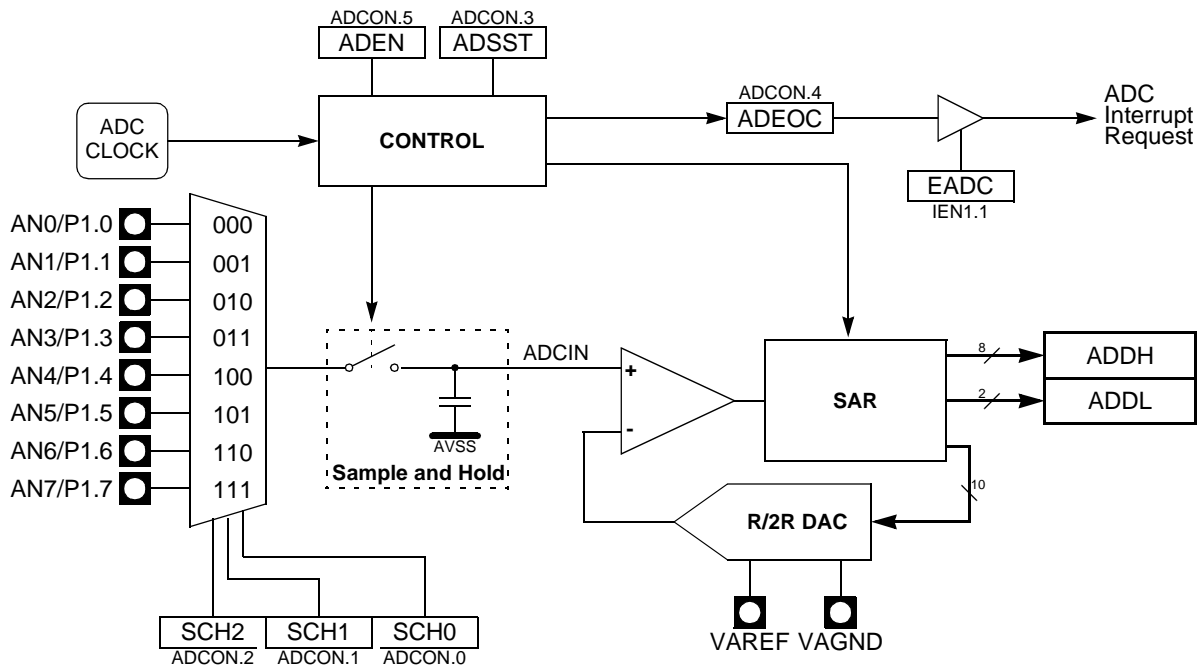 ADCON.5
ADEN
ADCON.3
ADSST
ADC
CLOCK
CONTROL
ADCON.4
ADEOC
ADC
Interrupt
Request
EADC
IEN1.1
AN0/P1.0
000
AN1/P1.1
001
AN2/P1.2
010
AN3/P1.3
011
AN4/P1.4
100
AN5/P1.5
101
AN6/P1.6
110
AN7/P1.7
111
AVSS
Sample and Hold
ADCIN
+
-
SAR
8
ADDH
2
ADDL
10
R/2R DAC
VAREF
VAGND
SCH2
SCH1
SCH0
ADCON.2
ADCON.1
ADCON.0